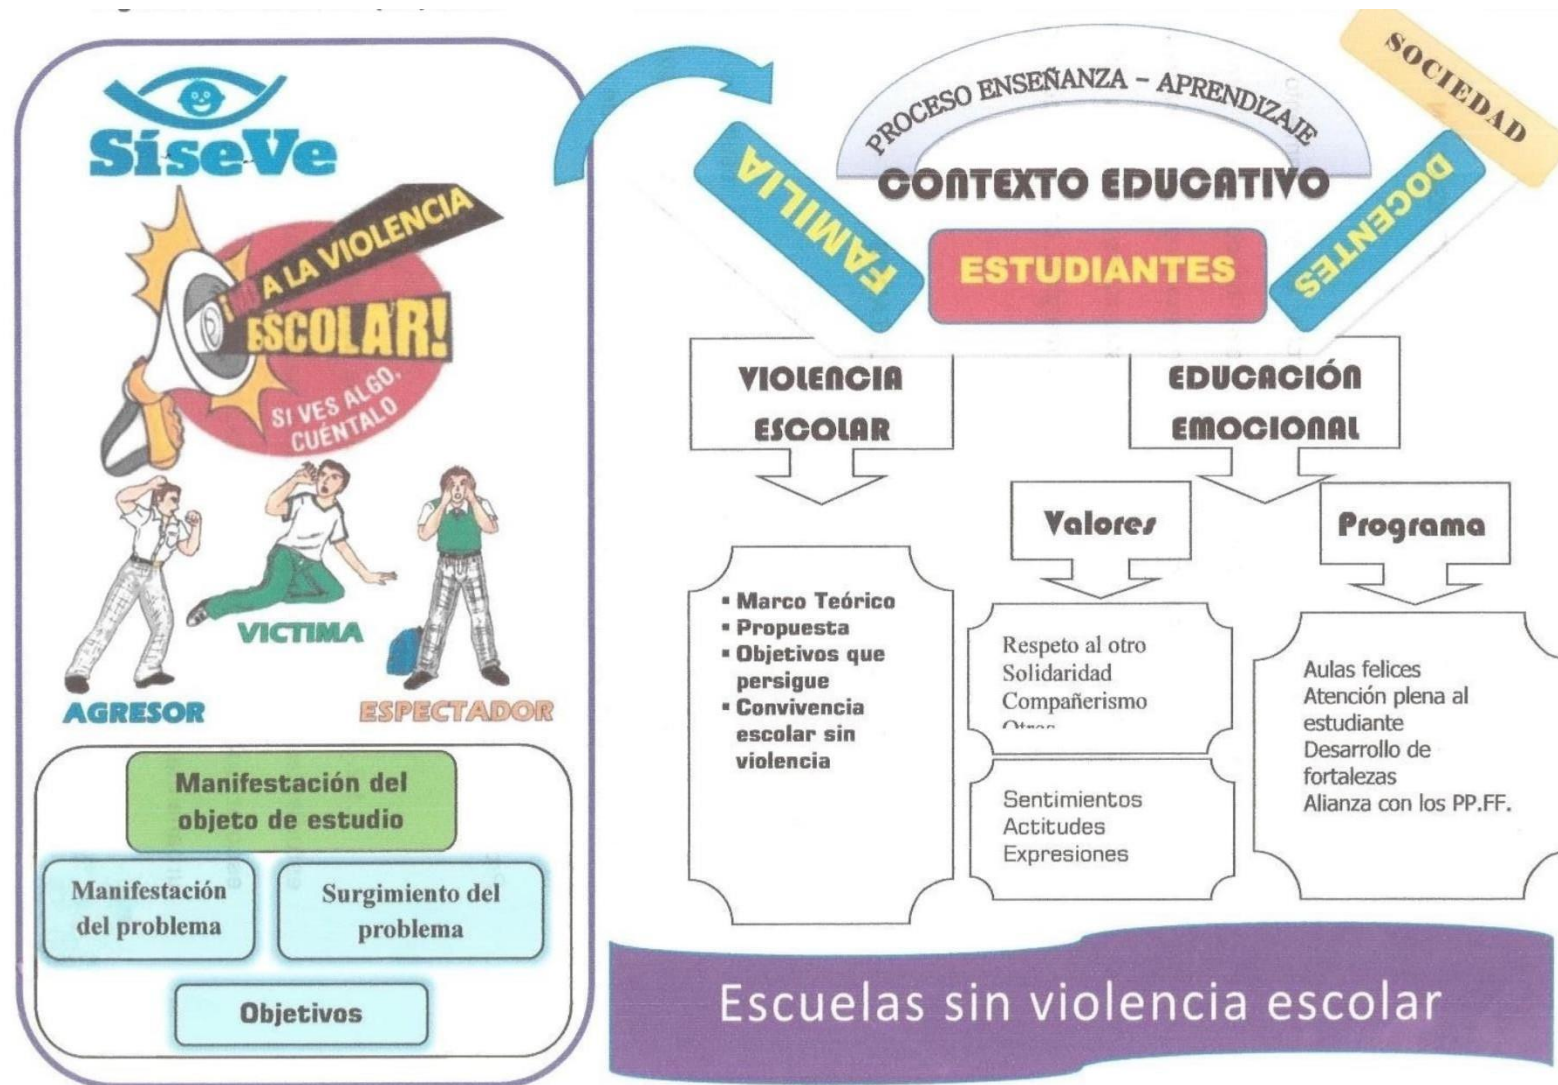 SíseVe
¡NO A LA VIOLENCIA
ESCOLAR!
SI VES ALGO,
CUÉNTALO
VICTIMA
AGRESOR
ESPECTADOR
Manifestación del
objeto de estudio
Manifestación
del problema
Surgimiento del
problema
Objetivos
SOCIEDAD
PROCESO ENSEÑANZA – APRENDIZAJE
CONTEXTO EDUCATIVO
FAMILIA
ESTUDIANTES
DOCENTES
VIOLENCIA
ESCOLAR
EDUCACIÓN
EMOCIONAL
Valores
Programa
▪ Marco Teórico
▪ Propuesta
▪ Objetivos que
persigue
▪ Convivencia
escolar sin
violencia
Respeto al otro
Solidaridad
Compañerismo
Sentimientos
Actitudes
Expresiones
Aulas felices
Atención plena al
estudiante
Desarrollo de
fortalezas
Alianza con los PP.FF.
Escuelas sin violencia escolar